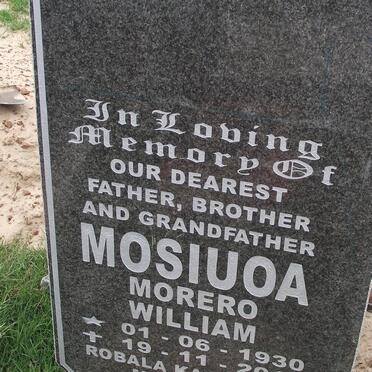 In Loving
Memory Of
OUR DEAREST
FATHER, BROTHER
AND GRANDFATHER
MOSIUOA
MORERO
WILLIAM
01 - 06 - 1930
19 - 11 - 20
ROBALA